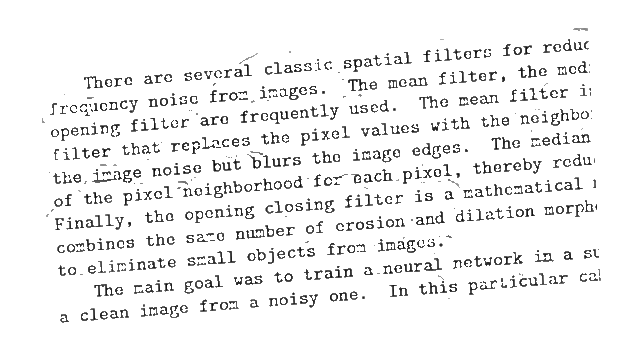 There are several classic spatial filters for reduc
frequency noise from images. The mean filter, the medi
opening filter are frequently used. The mean filter is
filter that replaces the pixel values with the neighbo
the image noise but blurs the image edges. The median
of the pixel neighborhood for each pixel, thereby redu
Finally, the opening closing filter is a mathematical
combines the same number of erosion and dilation morpho
to eliminate small objects from images.
The main goal was to train a neural network in a su
a clean image from a noisy one. In this particular ca